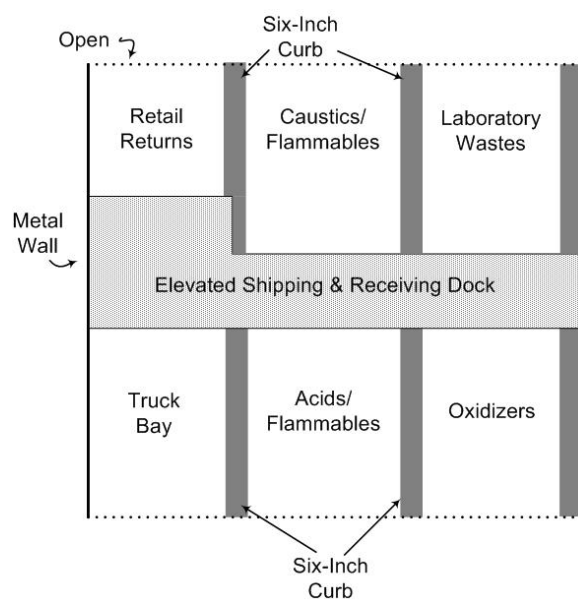 Open
Six-Inch
Curb
Retail
Returns
Caustics/
Flammables
Laboratory
Wastes
Metal
Wall
Elevated Shipping & Receiving Dock
Truck
Bay
Acids/
Flammables
Oxidizers
Six-Inch
Curb